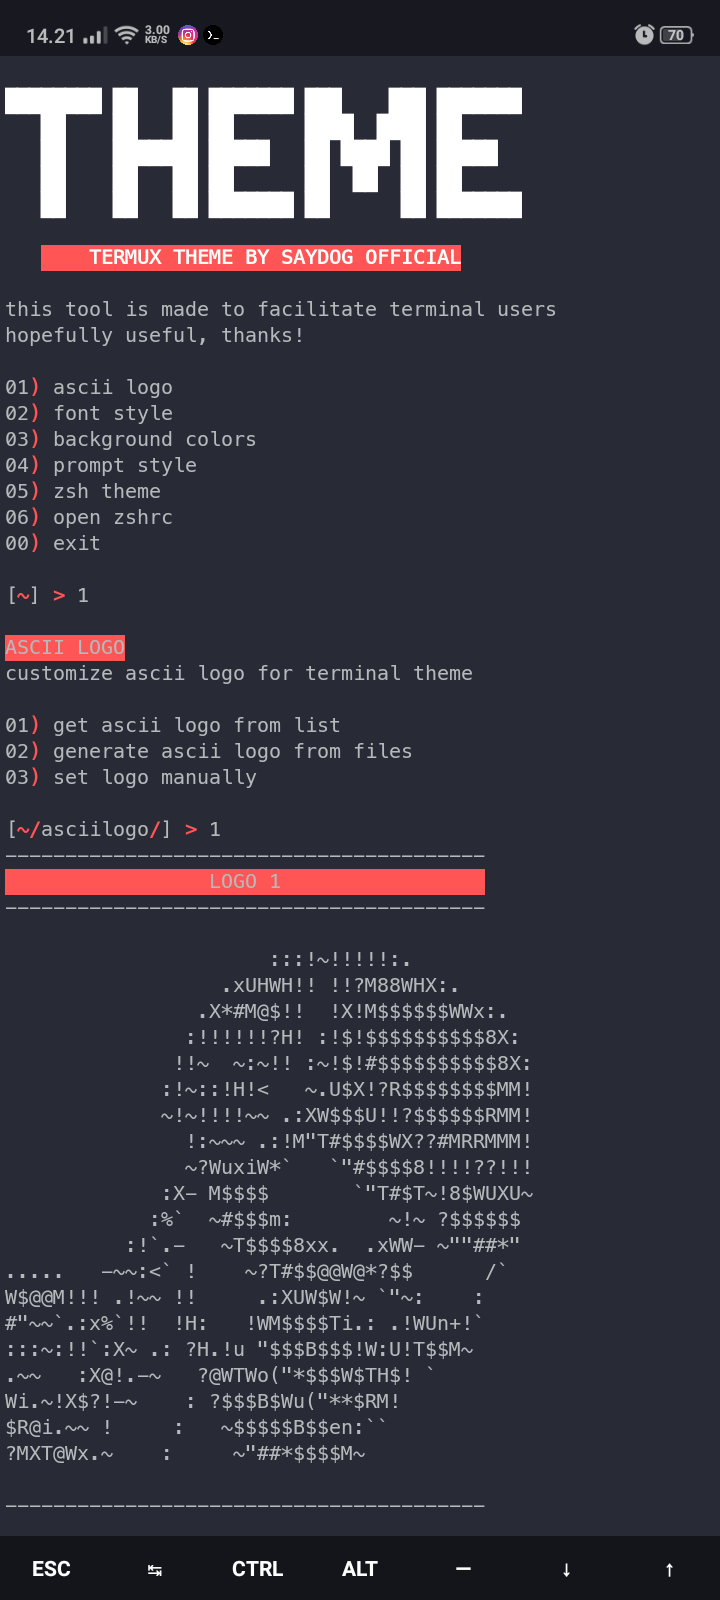 14.21 3.00 KB/S 70
THEME
TERMUX THEME BY SAYDOG OFFICIAL
this tool is made to facilitate terminal users
hopefully useful, thanks!
01) ascii logo
02) font style
03) background colors
04) prompt style
05) zsh theme
06) open zshrc
00) exit
[~] > 1
ASCII LOGO
customize ascii logo for terminal theme
01) get ascii logo from list
02) generate ascii logo from files
03) set logo manually
[~/asciilogo/] > 1
----------------------------------------
LOGO 1
----------------------------------------
                      :::!~!!!!!:.
                  .xUHWH!! !!?M88WHX:.
                .X*#M@$!!  !X!M$$$$$$WWx:.
               :!!!!!!?H! :!$!$$$$$$$$$$8X:
              !!~  ~:~!! :~!$!#$$$$$$$$$$8X:
             :!~::!H!<   ~.U$X!?R$$$$$$$$MM!
             ~!~!!!!~~ .:XW$$$U!!?$$$$$$RMM!
               !:~~~ .:!M"T#$$$$WX??#MRRMMM!
               ~?WuxiW*`   `"#$$$$8!!!!??!!!
             :X- M$$$$       `"T#$T~!8$WUXU~
            :%`  ~#$$$m:        ~!~ ?$$$$$$
          :!`.-   ~T$$$$8xx.  .xWW- ~""##*"
.....   -~~:<` !    ~?T#$$@@W@*?$$      /`
W$@@M!!! .!~~ !!     .:XUW$W!~ `"~:    :
#"~~`.:x%`!!  !H:   !WM$$$$Ti.: .!WUn+!`
:::~:!!`:X~ .: ?H.!u "$$$B$$$!W:U!T$$M~
.~~   :X@!.-~   ?@WTWo("*$$$W$TH$! `
Wi.~!X$?!-~    : ?$$$B$Wu("**$RM!
$R@i.~~ !     :   ~$$$$$B$$en:``
?MXT@Wx.~    :     ~"##*$$$$M~
----------------------------------------
ESC ↹ CTRL ALT — ↓ ↑